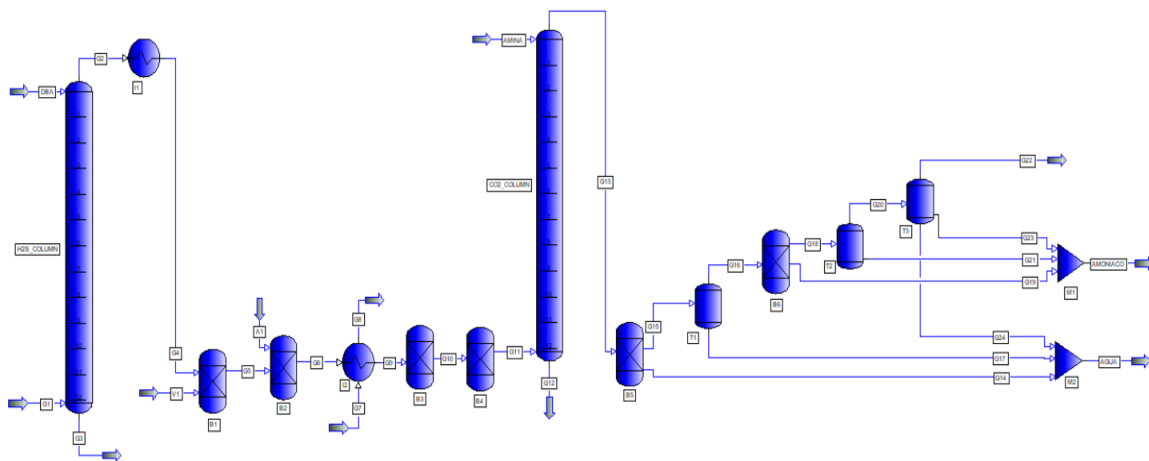 G2
I1
DEA
H2S_COLUMN
G1
G3
G4
V1
G5
B1
A1
B2
G6
G8
I2
G7
G9
B3
G10
B4
G11
AMINA
CO2_COLUMN
G12
G13
B5
G15
T1
G16
B6
G18
T2
G20
T3
G22
G23
G21
G19
M1
AMONIACO
G24
G17
G14
M2
AGUA